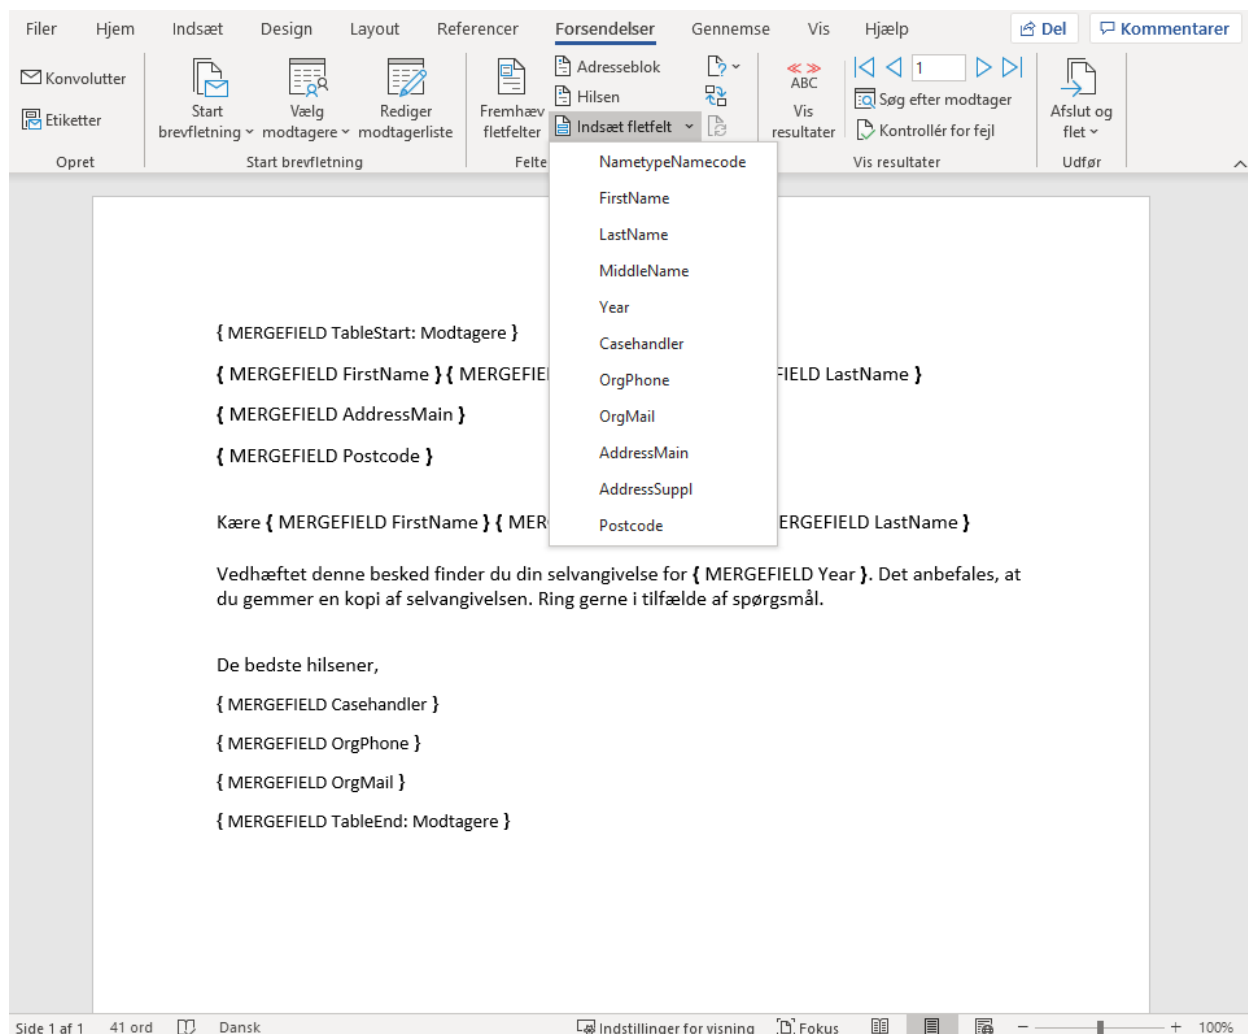 Filer Hjem Indsæt Design Layout Referencer Forsendelser Gennemse Vis Hjælp Del Kommentarer
Konvolutter
Etiketter
Opret
Start
brevfletning
Vælg
modtagere
Rediger
modtagerliste
Start brevfletning
Fremhæv
fletfelter
Adresseblok
Hilsen
Indsæt fletfelt
Felte
ABC
Vis
resultater
1
Søg efter modtager
Kontrollér for fejl
Vis resultater
Afslut og
flet
Udfør
NametypeNamecode
FirstName
LastName
MiddleName
Year
Casehandler
OrgPhone
OrgMail
AddressMain
AddressSuppl
Postcode
{ MERGEFIELD TableStart: Modtagere }
{ MERGEFIELD FirstName } { MERGEFIE IELD LastName }
{ MERGEFIELD AddressMain }
{ MERGEFIELD Postcode }
Kære { MERGEFIELD FirstName } { MER ERGEFIELD LastName }
Vedhæftet denne besked finder du din selvangivelse for { MERGEFIELD Year }. Det anbefales, at
du gemmer en kopi af selvangivelsen. Ring gerne i tilfælde af spørgsmål.
De bedste hilsener,
{ MERGEFIELD Casehandler }
{ MERGEFIELD OrgPhone }
{ MERGEFIELD OrgMail }
{ MERGEFIELD TableEnd: Modtagere }
Side 1 af 1 41 ord Dansk Indstillinger for visning Fokus 100%